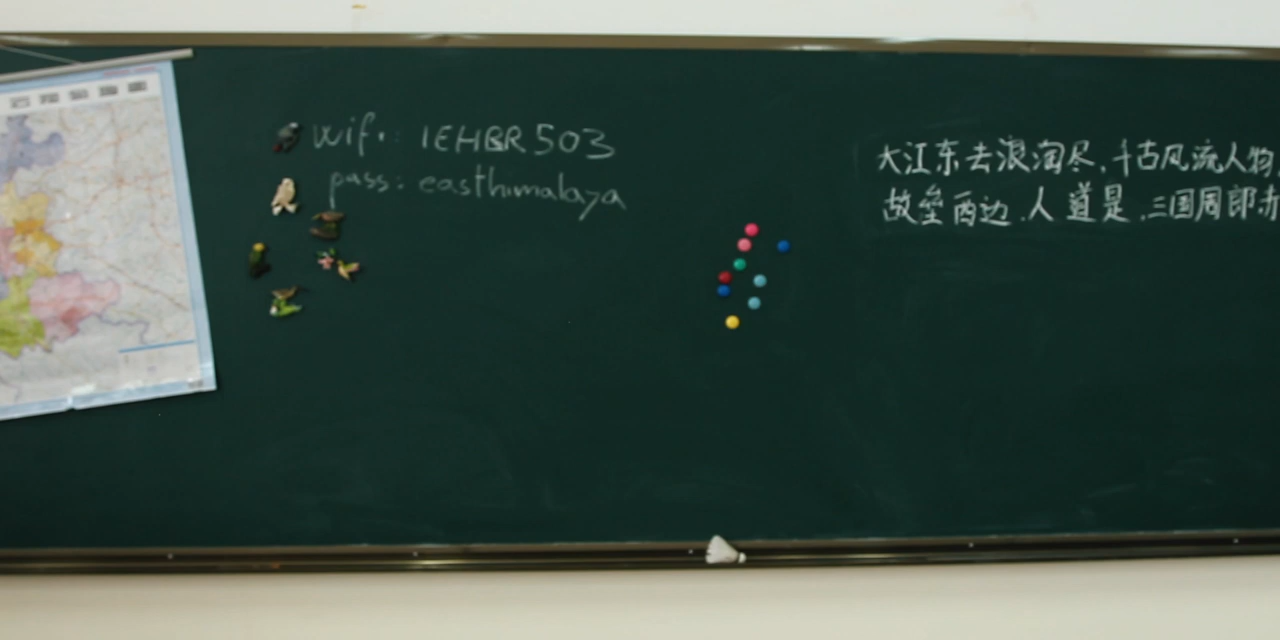 wifi: IEHBR503
pass: easthimalaya
大江东去浪淘尽,千古风流人物,
故垒西边,人道是,三国周郎赤